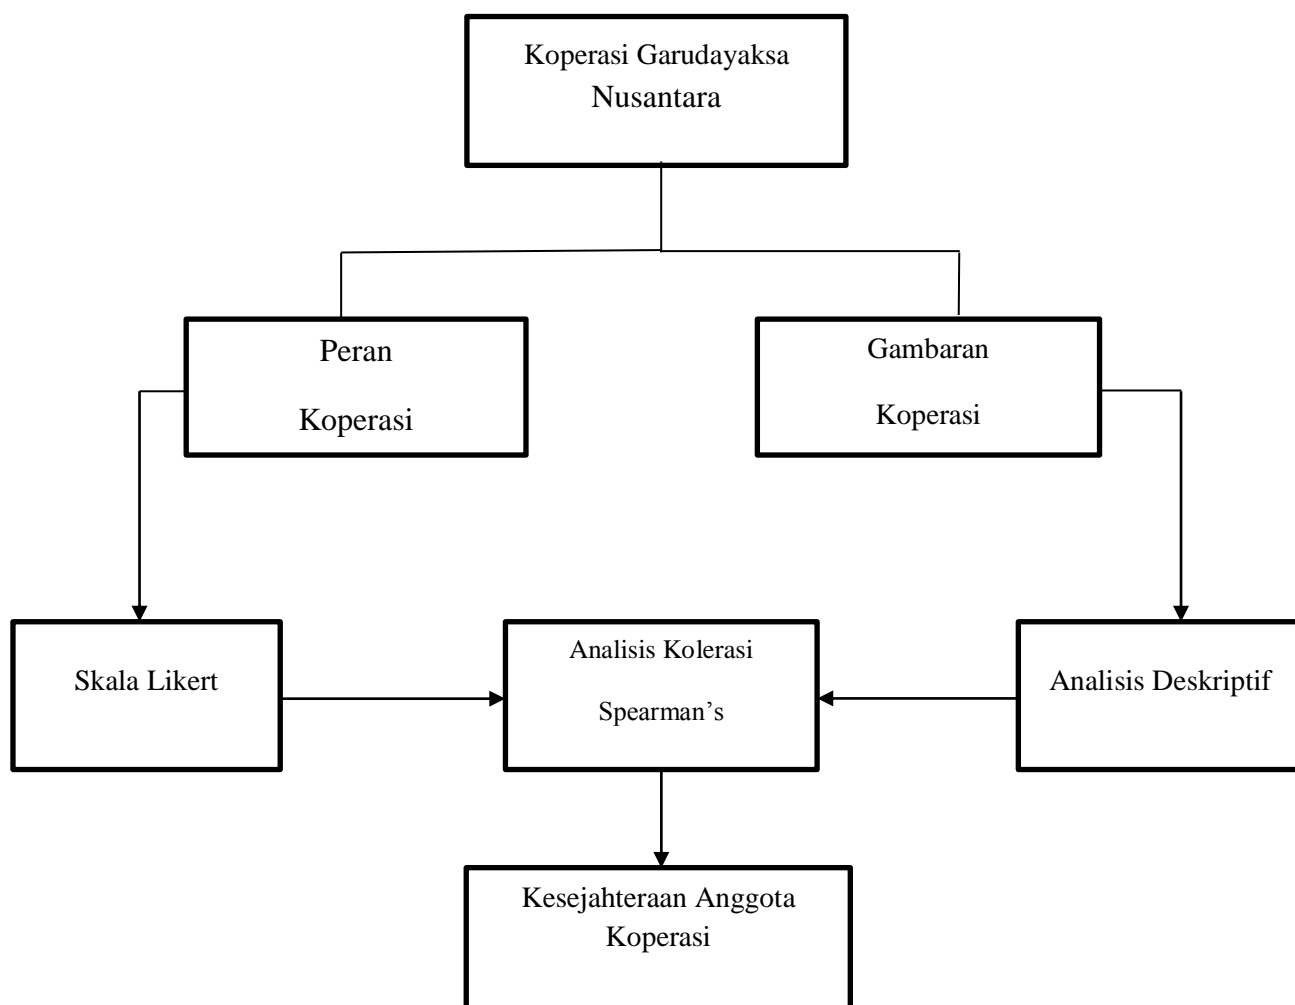 Koperasi Garudayaksa
Nusantara
Peran
Koperasi
Gambaran
Koperasi
Skala Likert
Analisis Kolerasi
Spearman’s
Analisis Deskriptif
Kesejahteraan Anggota
Koperasi